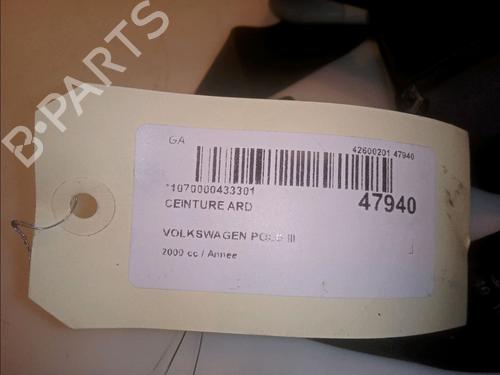 B-PARTS
GA
42600201 47940
*1070000433301
CEINTURE ARD
47940
VOLKSWAGEN POLO III
2000 cc / Annee